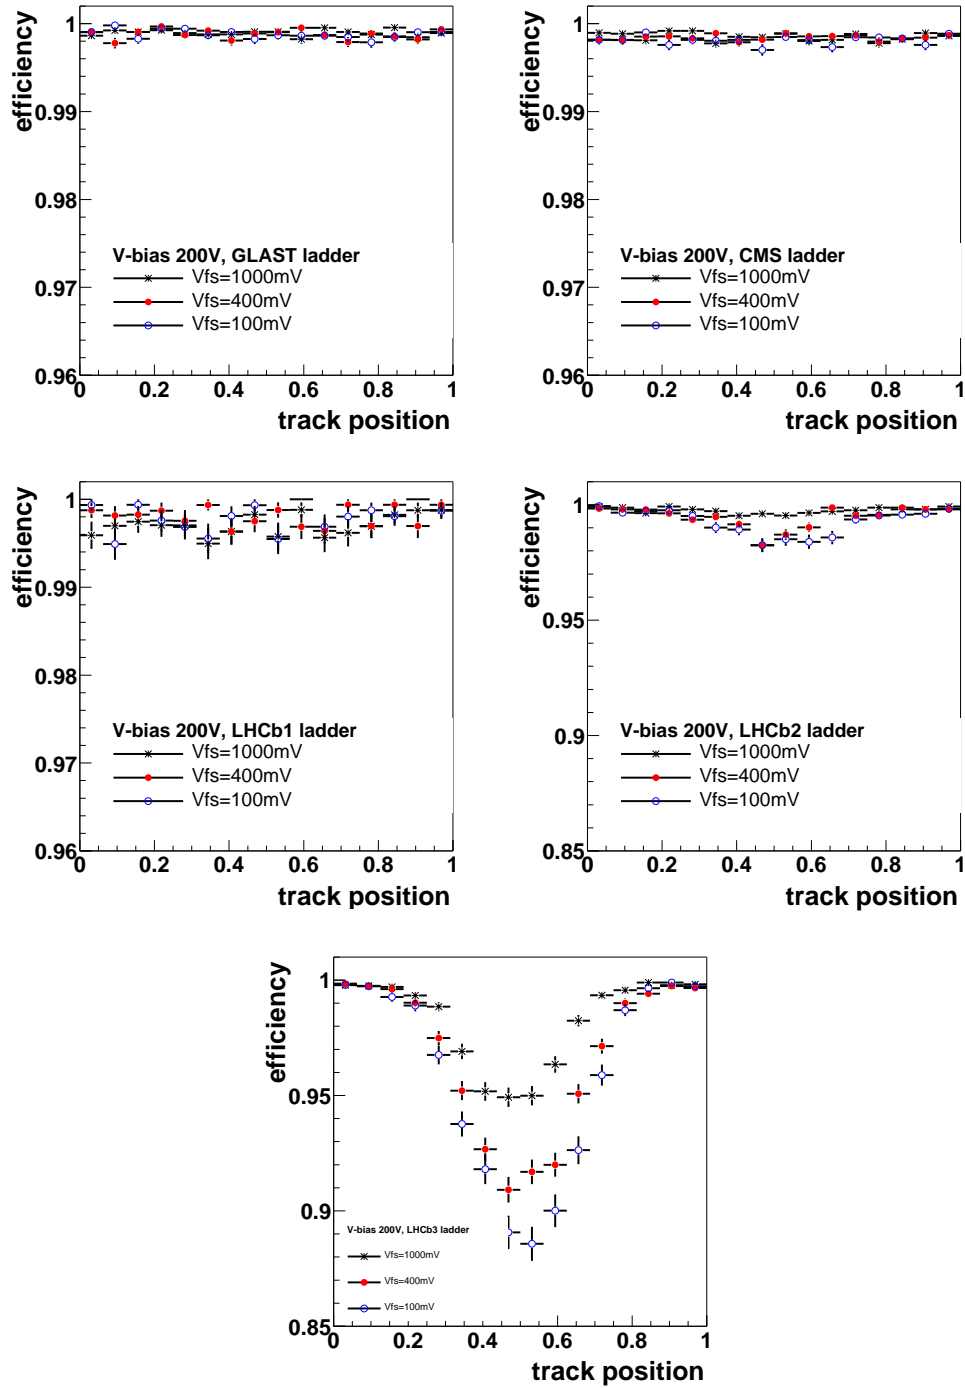 efficiency
1
0.99
0.98
0.97
0.96
V-bias 200V, GLAST ladder
Vfs=1000mV
Vfs=400mV
Vfs=100mV
0 0.2 0.4 0.6 0.8 1
track position
efficiency
1
0.99
0.98
0.97
0.96
V-bias 200V, CMS ladder
Vfs=1000mV
Vfs=400mV
Vfs=100mV
0 0.2 0.4 0.6 0.8 1
track position
efficiency
1
0.99
0.98
0.97
0.96
V-bias 200V, LHCb1 ladder
Vfs=1000mV
Vfs=400mV
Vfs=100mV
0 0.2 0.4 0.6 0.8 1
track position
efficiency
1
0.95
0.9
0.85
V-bias 200V, LHCb2 ladder
Vfs=1000mV
Vfs=400mV
Vfs=100mV
0 0.2 0.4 0.6 0.8 1
track position
efficiency
1
0.95
0.9
0.85
V-bias 200V, LHCb3 ladder
Vfs=1000mV
Vfs=400mV
Vfs=100mV
0 0.2 0.4 0.6 0.8 1
track position